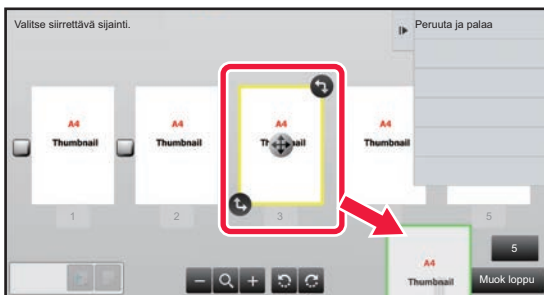 Valitse siirrettävä sijainti.
Peruuta ja palaa
A4
Thumbnail
A4
Thumbnail
A4
Thumbnail
A4
Thumbnail
1
2
3
5
5
A4
Thumbnail
Muok loppu